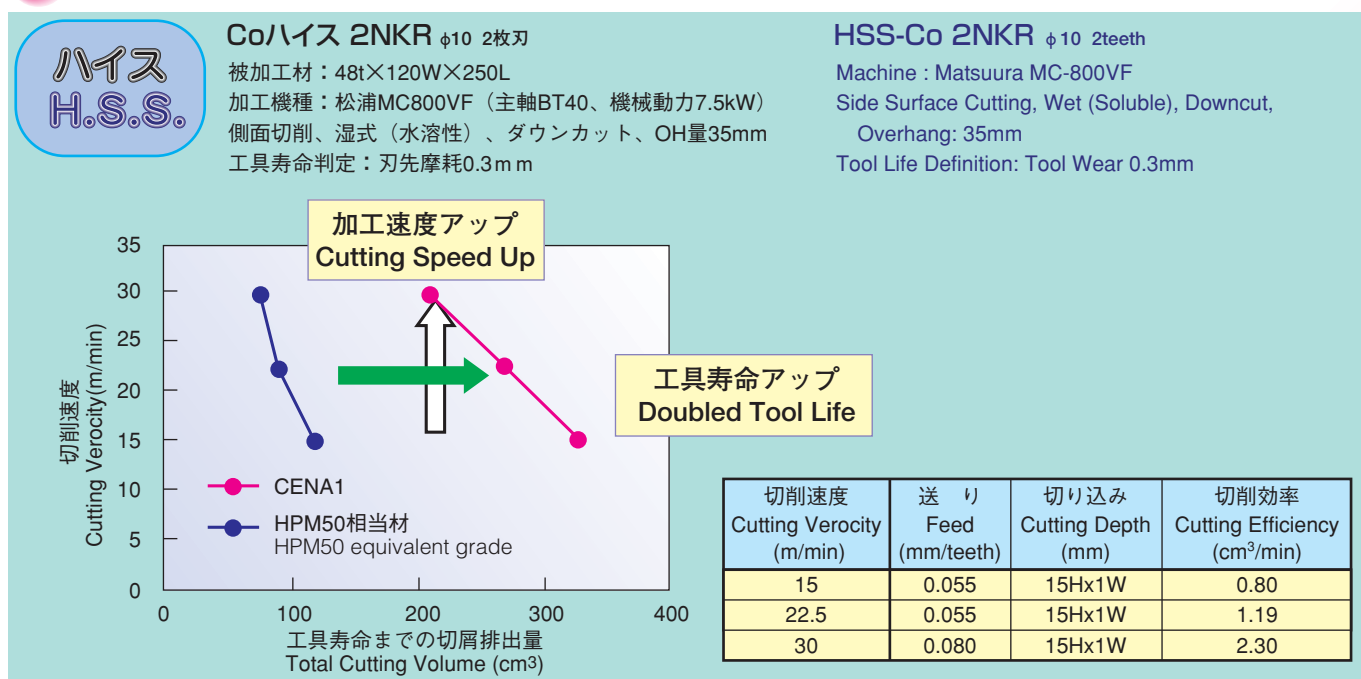 ハイス
H.S.S.
Coハイス 2NKR φ10 2枚刃
被加工材：48t×120W×250L
加工機種：松浦MC800VF（主軸BT40、機械動力7.5kW）
側面切削、湿式（水溶性）、ダウンカット、OH量35mm
工具寿命判定：刃先摩耗0.3mm
HSS-Co 2NKR φ10 2teeth
Machine : Matsuura MC-800VF
Side Surface Cutting, Wet (Soluble), Downcut,
Overhang: 35mm
Tool Life Definition: Tool Wear 0.3mm
加工速度アップ
Cutting Speed Up
工具寿命アップ
Doubled Tool Life
切削速度
Cutting Verocity(m/min)
35
30
25
20
15
10
5
0
CENA1
HPM50相当材
HPM50 equivalent grade
0 100 200 300 400
工具寿命までの切屑排出量
Total Cutting Volume (cm³)
切削速度 送り 切り込み 切削効率
Cutting Verocity Feed Cutting Depth Cutting Efficiency
(m/min) (mm/teeth) (mm) (cm³/min)
15 0.055 15Hx1W 0.80
22.5 0.055 15Hx1W 1.19
30 0.080 15Hx1W 2.30